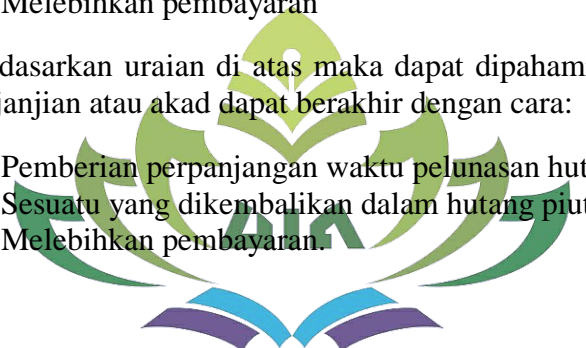 Melebihkan pembayaran
dasarkan uraian di atas maka dapat dipaham
janjian atau akad dapat berakhir dengan cara:
Pemberian perpanjangan waktu pelunasan hut
Sesuatu yang dikembalikan dalam hutang piut
Melebihkan pembayaran.